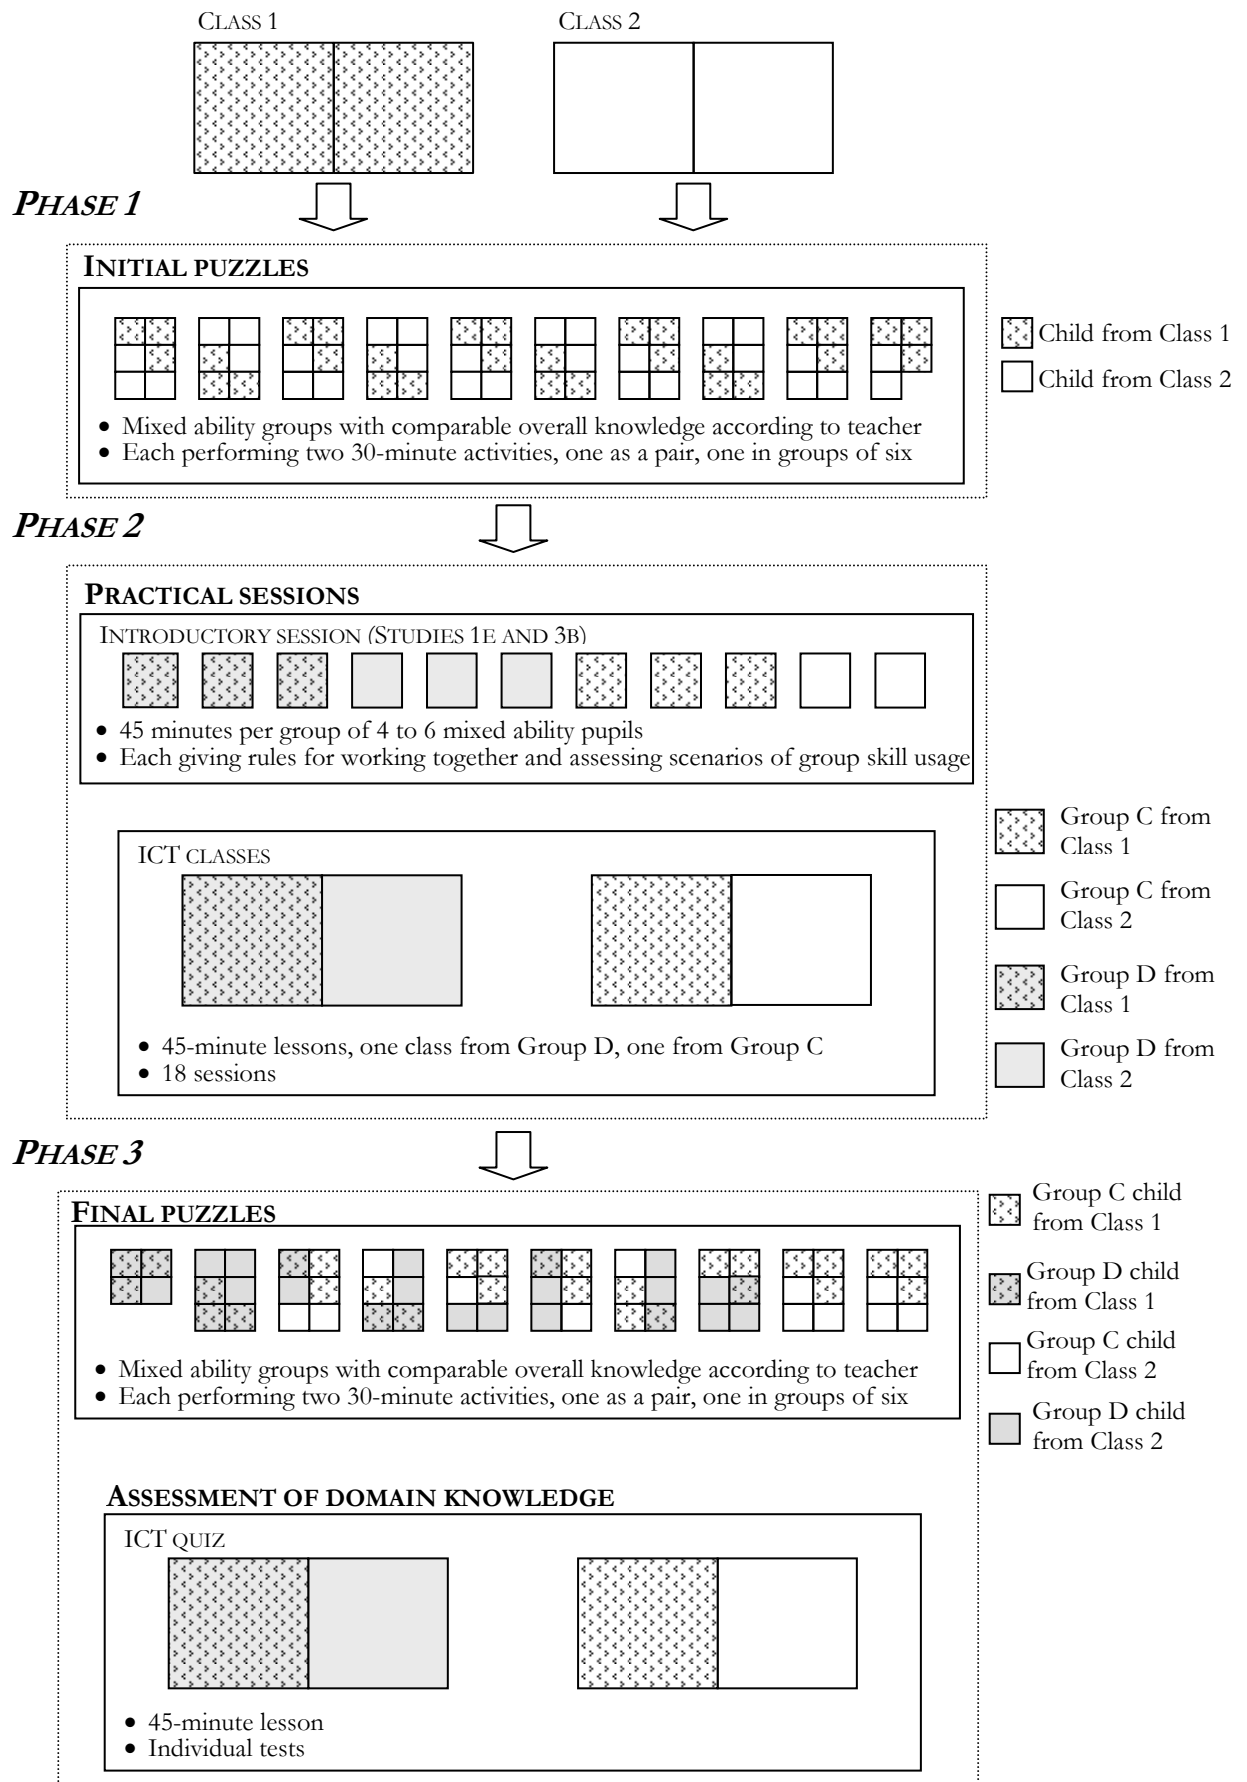 CLASS 1
CLASS 2
PHASE 1
INITIAL PUZZLES
• Mixed ability groups with comparable overall knowledge according to teacher
• Each performing two 30-minute activities, one as a pair, one in groups of six
Child from Class 1
Child from Class 2
PHASE 2
PRACTICAL SESSIONS
INTRODUCTORY SESSION (STUDIES 1E AND 3B)
• 45 minutes per group of 4 to 6 mixed ability pupils
• Each giving rules for working together and assessing scenarios of group skill usage
ICT CLASSES
• 45-minute lessons, one class from Group D, one from Group C
• 18 sessions
Group C from
Class 1
Group C from
Class 2
Group D from
Class 1
Group D from
Class 2
PHASE 3
FINAL PUZZLES
• Mixed ability groups with comparable overall knowledge according to teacher
• Each performing two 30-minute activities, one as a pair, one in groups of six
Group C child
from Class 1
Group D child
from Class 1
Group C child
from Class 2
Group D child
from Class 2
ASSESSMENT OF DOMAIN KNOWLEDGE
ICT QUIZ
• 45-minute lesson
• Individual tests